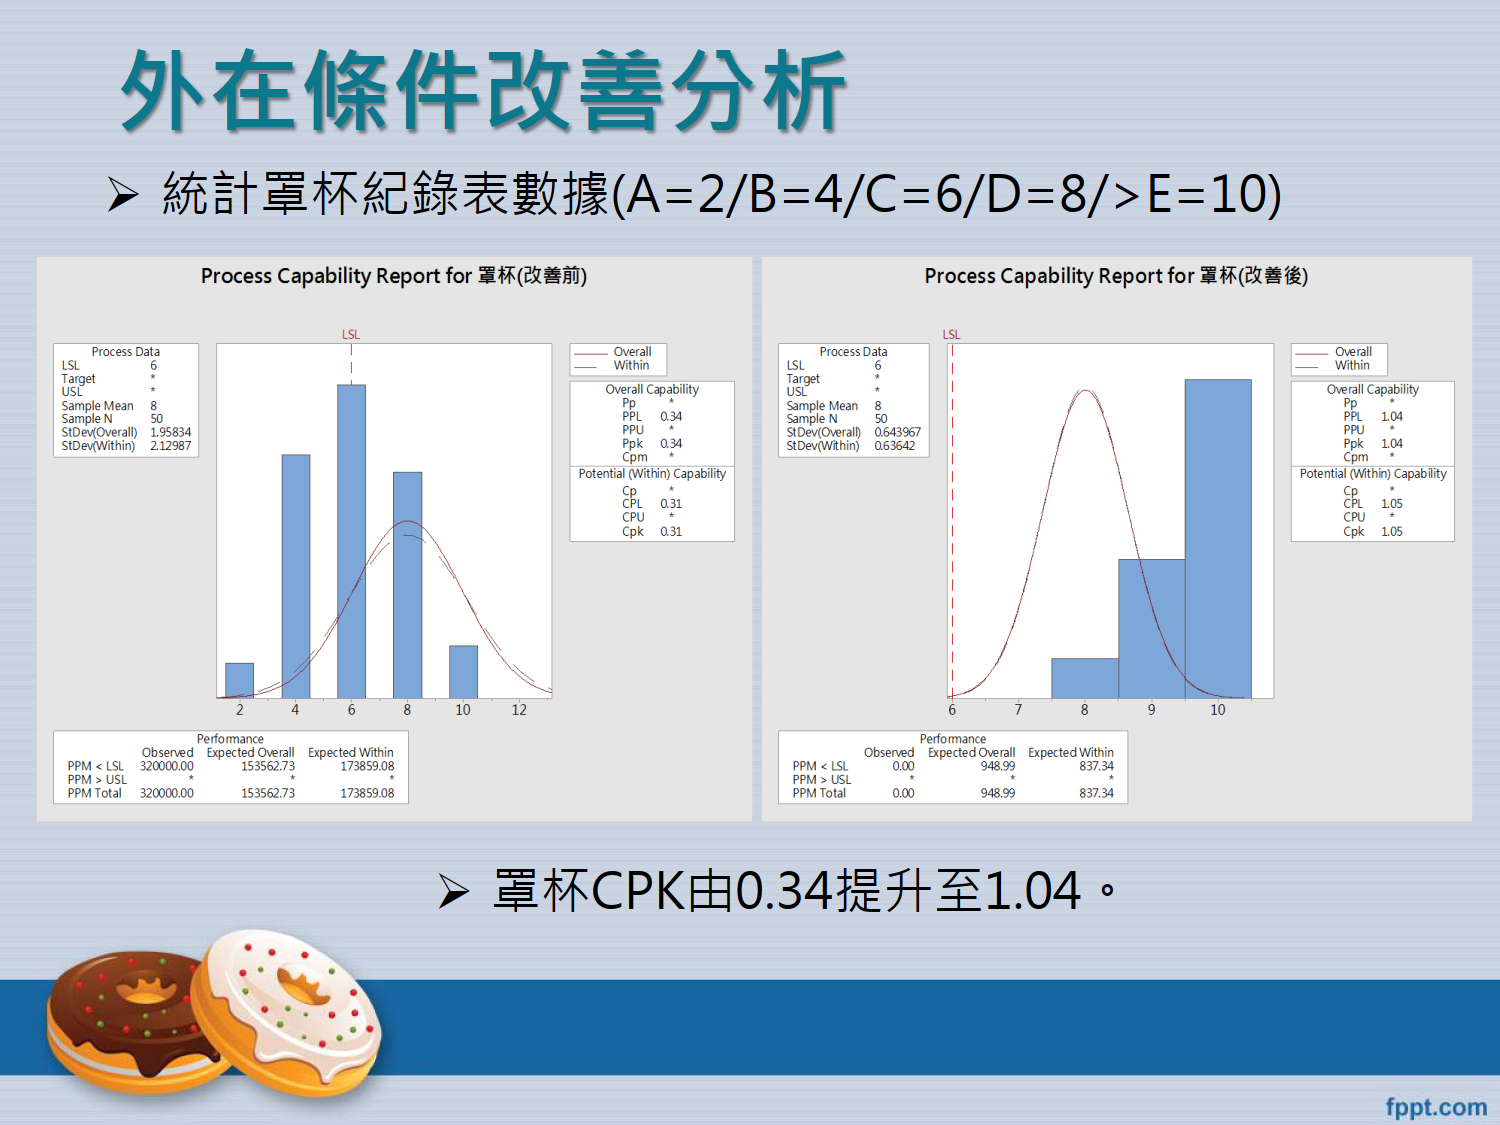 外在條件改善分析
➢ 統計罩杯紀錄表數據(A=2/B=4/C=6/D=8/>E=10)
Process Capability Report for 罩杯(改善前)
LSL
Process Data
LSL 6
Target *
USL *
Sample Mean 8
Sample N 50
StDev(Overall) 1.95834
StDev(Within) 2.12987
Overall
Within
Overall Capability
Pp *
PPL 0.34
PPU *
Ppk 0.34
Cpm *
Potential (Within) Capability
Cp *
CPL 0.31
CPU *
Cpk 0.31
2 4 6 8 10 12
Performance
Observed Expected Overall Expected Within
PPM < LSL 320000.00 153562.73 173859.08
PPM > USL * * *
PPM Total 320000.00 153562.73 173859.08
Process Capability Report for 罩杯(改善後)
LSL
Process Data
LSL 6
Target *
USL *
Sample Mean 8
Sample N 50
StDev(Overall) 0.643967
StDev(Within) 0.63642
Overall
Within
Overall Capability
Pp *
PPL 1.04
PPU *
Ppk 1.04
Cpm *
Potential (Within) Capability
Cp *
CPL 1.05
CPU *
Cpk 1.05
6 7 8 9 10
Performance
Observed Expected Overall Expected Within
PPM < LSL 0.00 948.99 837.34
PPM > USL * * *
PPM Total 0.00 948.99 837.34
➢ 罩杯CPK由0.34提升至1.04。
fppt.com